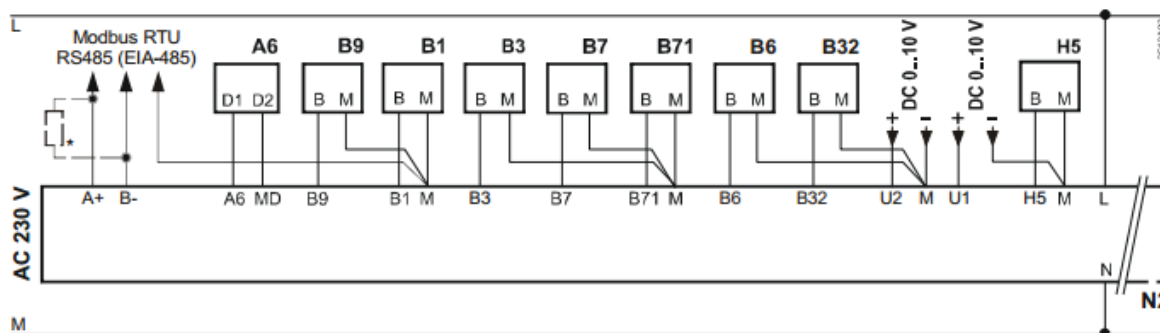 L
Modbus RTU
RS485 (EIA-485)
A6 B9 B1 B3 B7 B71 B6 B32 DC 0...10 V DC 0...10 V H5
D1 D2 B M B M B M B M B M B M B M + - + - B M
*
A+ B- A6 MD B9 B1 M B3 B7 B71 M B6 B32 U2 M U1 H5 M L
AC 230 V
N
M